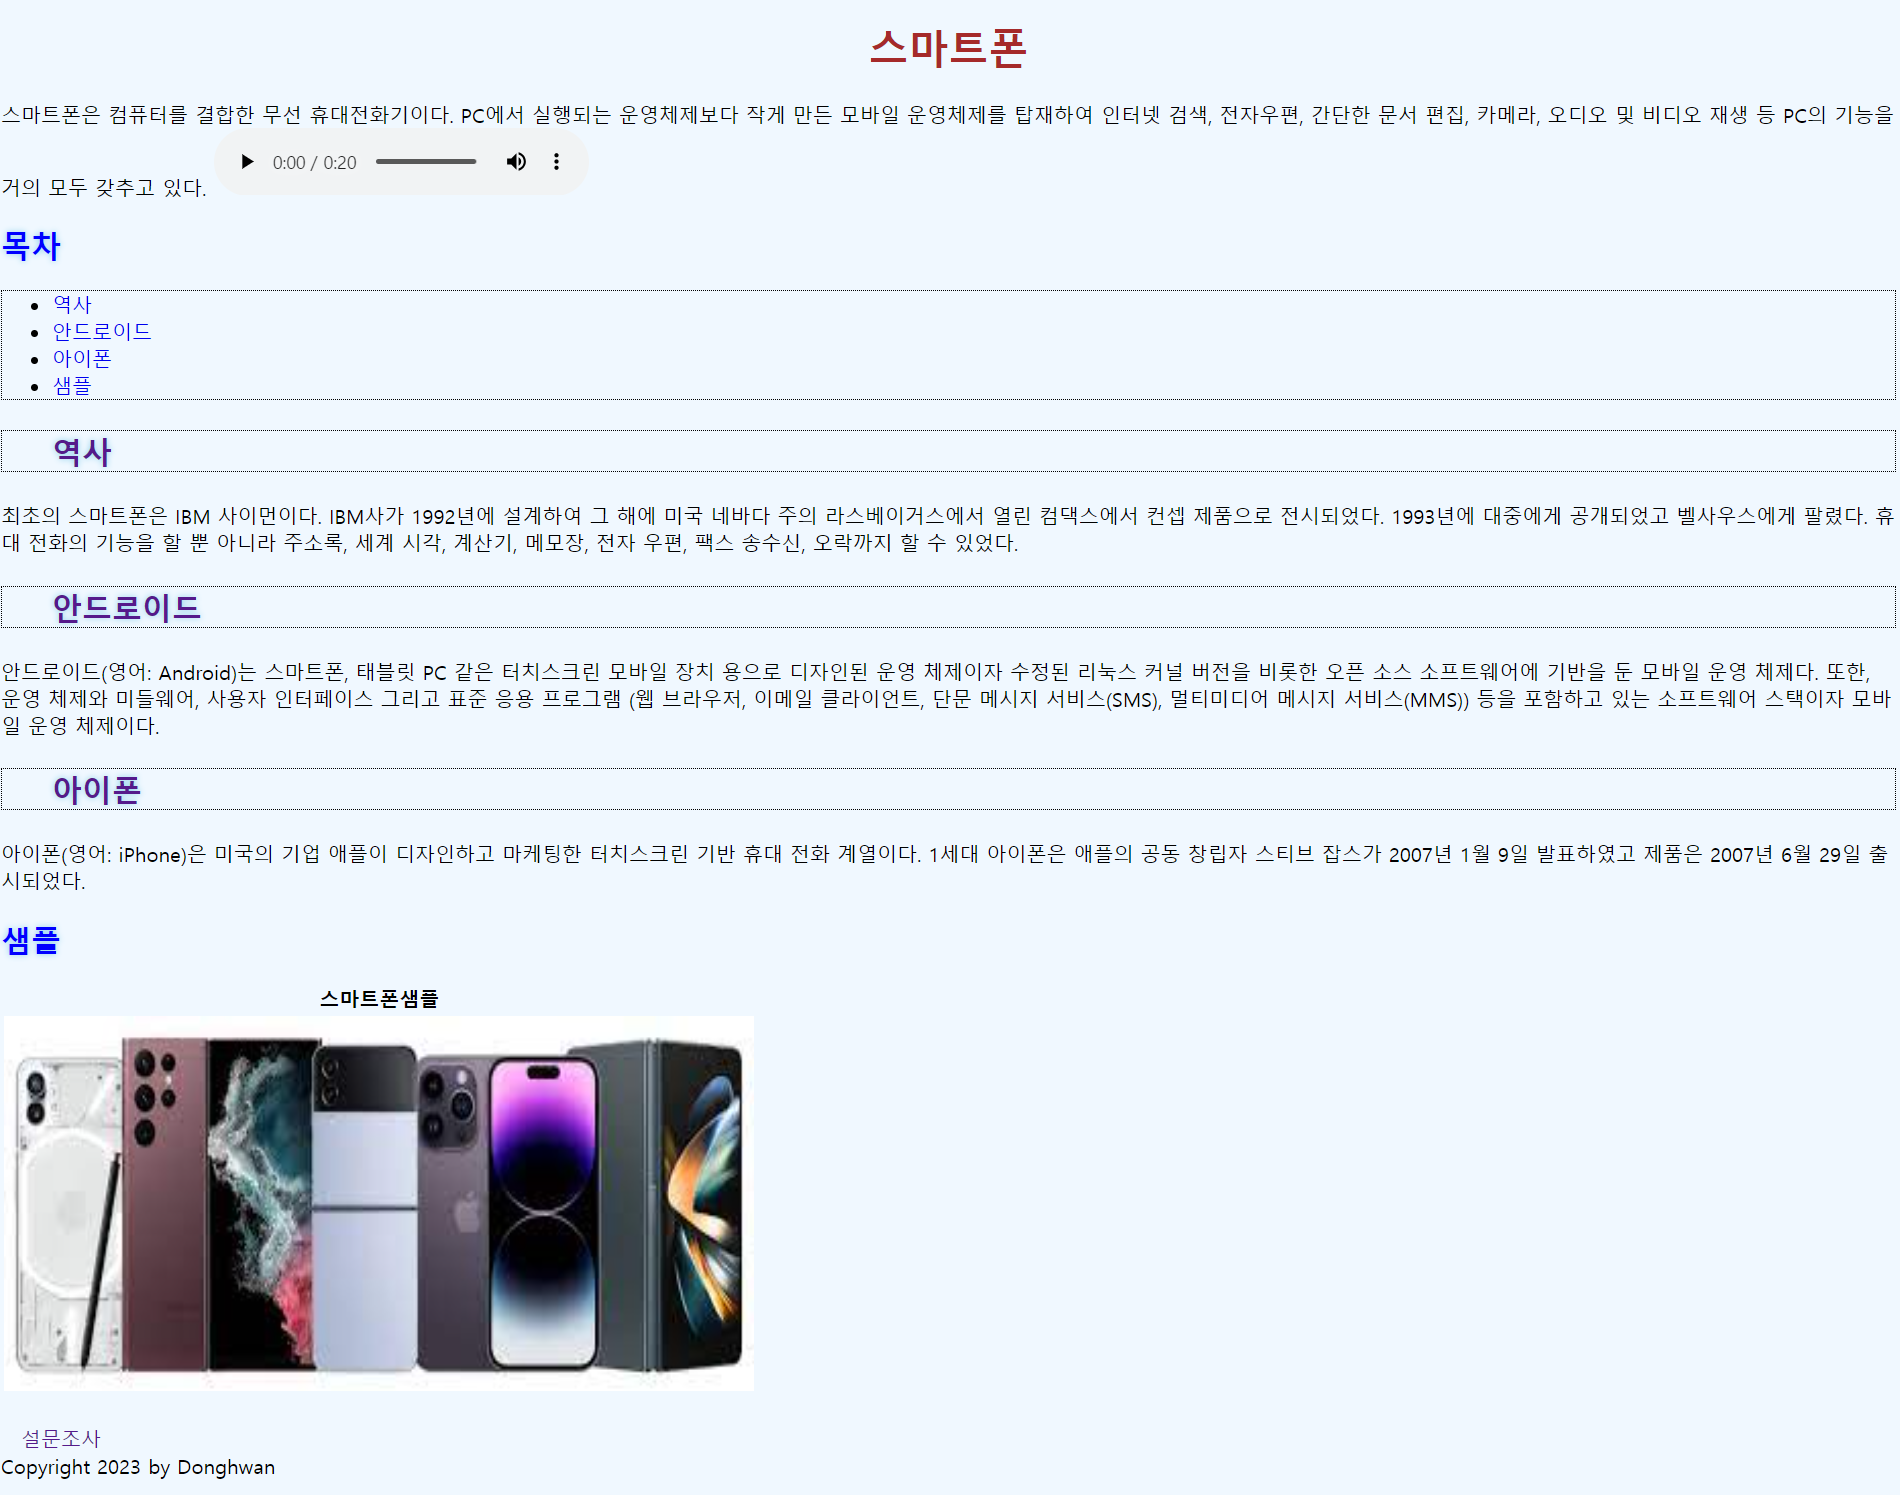 스마트폰
스마트폰은 컴퓨터를 결합한 무선 휴대전화기이다. PC에서 실행되는 운영체제보다 작게 만든 모바일 운영체제를 탑재하여 인터넷 검색, 전자우편, 간단한 문서 편집, 카메라, 오디오 및 비디오 재생 등 PC의 기능을
거의 모두 갖추고 있다. 0:00 / 0:20
목차
역사
안드로이드
아이폰
샘플
역사
최초의 스마트폰은 IBM 사이먼이다. IBM사가 1992년에 설계하여 그 해에 미국 네바다 주의 라스베이거스에서 열린 컴댁스에서 컨셉 제품으로 전시되었다. 1993년에 대중에게 공개되었고 벨사우스에게 팔렸다. 휴
대 전화의 기능을 할 뿐 아니라 주소록, 세계 시각, 계산기, 메모장, 전자 우편, 팩스 송수신, 오락까지 할 수 있었다.
안드로이드
안드로이드(영어: Android)는 스마트폰, 태블릿 PC 같은 터치스크린 모바일 장치 용으로 디자인된 운영 체제이자 수정된 리눅스 커널 버전을 비롯한 오픈 소스 소프트웨어에 기반을 둔 모바일 운영 체제다. 또한,
운영 체제와 미들웨어, 사용자 인터페이스 그리고 표준 응용 프로그램 (웹 브라우저, 이메일 클라이언트, 단문 메시지 서비스(SMS), 멀티미디어 메시지 서비스(MMS)) 등을 포함하고 있는 소프트웨어 스택이자 모바
일 운영 체제이다.
아이폰
아이폰(영어: iPhone)은 미국의 기업 애플이 디자인하고 마케팅한 터치스크린 기반 휴대 전화 계열이다. 1세대 아이폰은 애플의 공동 창립자 스티브 잡스가 2007년 1월 9일 발표하였고 제품은 2007년 6월 29일 출
시되었다.
샘플
스마트폰샘플
설문조사
Copyright 2023 by Donghwan